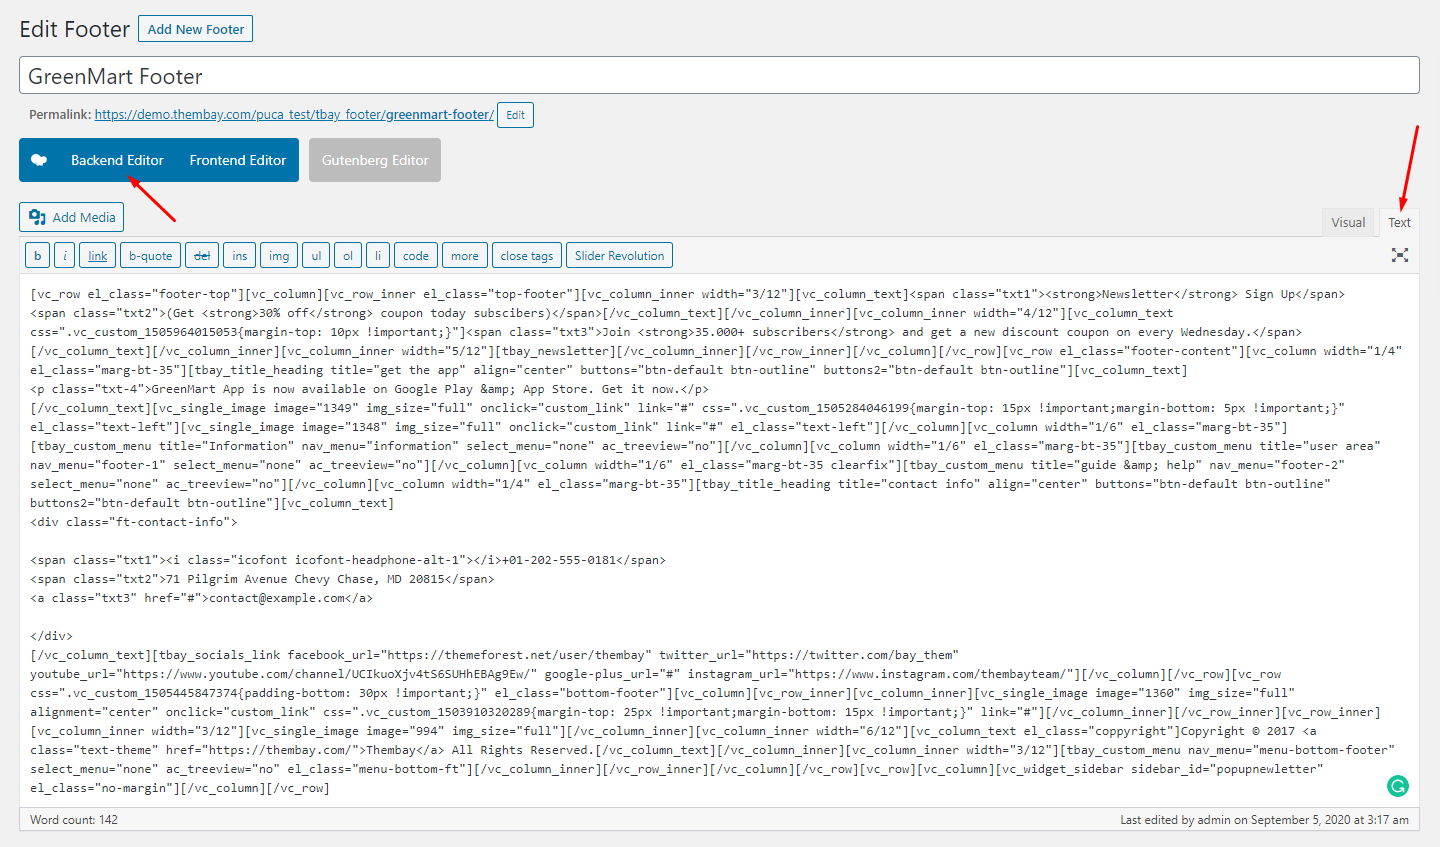 Edit Footer Add New Footer
GreenMart Footer
Permalink: https://demo.thembay.com/puca_test/tbay_footer/greenmart-footer/ Edit
Backend Editor Frontend Editor Gutenberg Editor
Add Media Visual Text
b i link b-quote del ins img ul ol li code more close tags Slider Revolution
[vc_row el_class="footer-top"][vc_column][vc_row_inner el_class="top-footer"][vc_column_inner width="3/12"][vc_column_text]<span class="txt1"><strong>Newsletter</strong> Sign Up</span>
<span class="txt2">(Get <strong>30% off</strong> coupon today subscibers)</span>[/vc_column_text][/vc_column_inner][vc_column_inner width="4/12"][vc_column_text
css=".vc_custom_1505964015053{margin-top: 10px !important;}"]<span class="txt3">Join <strong>35.000+ subscribers</strong> and get a new discount coupon on every Wednesday.</span>
[/vc_column_text][/vc_column_inner][vc_column_inner width="5/12"][tbay_newsletter][/vc_column_inner][/vc_row_inner][/vc_column][/vc_row][vc_row el_class="footer-content"][vc_column width="1/4"
el_class="marg-bt-35"][tbay_title_heading title="get the app" align="center" buttons="btn-default btn-outline" buttons2="btn-default btn-outline"][vc_column_text]
<p class="txt-4">GreenMart App is now available on Google Play &amp; App Store. Get it now.</p>
[/vc_column_text][vc_single_image image="1349" img_size="full" onclick="custom_link" link="#" css=".vc_custom_1505284046199{margin-top: 15px !important;margin-bottom: 5px !important;}"
el_class="text-left"][vc_single_image image="1348" img_size="full" onclick="custom_link" link="#" el_class="text-left"][/vc_column][vc_column width="1/6" el_class="marg-bt-35"]
[tbay_custom_menu title="Information" nav_menu="information" select_menu="none" ac_treeview="no"][/vc_column][vc_column width="1/6" el_class="marg-bt-35"][tbay_custom_menu title="user area"
nav_menu="footer-1" select_menu="none" ac_treeview="no"][/vc_column][vc_column width="1/6" el_class="marg-bt-35 clearfix"][tbay_custom_menu title="guide &amp; help" nav_menu="footer-2"
select_menu="none" ac_treeview="no"][/vc_column][vc_column width="1/4" el_class="marg-bt-35"][tbay_title_heading title="contact info" align="center" buttons="btn-default btn-outline"
buttons2="btn-default btn-outline"][vc_column_text]
<div class="ft-contact-info">
<span class="txt1"><i class="icofont icofont-headphone-alt-1"></i>+01-202-555-0181</span>
<span class="txt2">71 Pilgrim Avenue Chevy Chase, MD 20815</span>
<a class="txt3" href="#">contact@example.com</a>
</div>
[/vc_column_text][tbay_socials_link facebook_url="https://themeforest.net/user/thembay" twitter_url="https://twitter.com/bay_them"
youtube_url="https://www.youtube.com/channel/UCIkuoXjv4tS6SUHhEBAg9Ew/" google-plus_url="#" instagram_url="https://www.instagram.com/thembayteam/"][/vc_column][/vc_row][vc_row
css=".vc_custom_1505445847374{padding-bottom: 30px !important;}" el_class="bottom-footer"][vc_column][vc_row_inner][vc_column_inner][vc_single_image image="1360" img_size="full"
alignment="center" onclick="custom_link" css=".vc_custom_1503910320289{margin-top: 25px !important;margin-bottom: 15px !important;}" link="#"][/vc_column_inner][/vc_row_inner][vc_row_inner]
[vc_column_inner width="3/12"][vc_single_image image="994" img_size="full"][/vc_column_inner][vc_column_inner width="6/12"][vc_column_text el_class="coppyright"]Copyright © 2017 <a
class="text-theme" href="https://thembay.com/">Thembay</a> All Rights Reserved.[/vc_column_text][/vc_column_inner][vc_column_inner width="3/12"][tbay_custom_menu nav_menu="menu-bottom-footer"
select_menu="none" ac_treeview="no" el_class="menu-bottom-ft"][/vc_column_inner][/vc_row_inner][/vc_column][/vc_row][vc_row][vc_column][vc_widget_sidebar sidebar_id="popupnewletter"
el_class="no-margin"][/vc_column][/vc_row]
Word count: 142 Last edited by admin on September 5, 2020 at 3:17 am